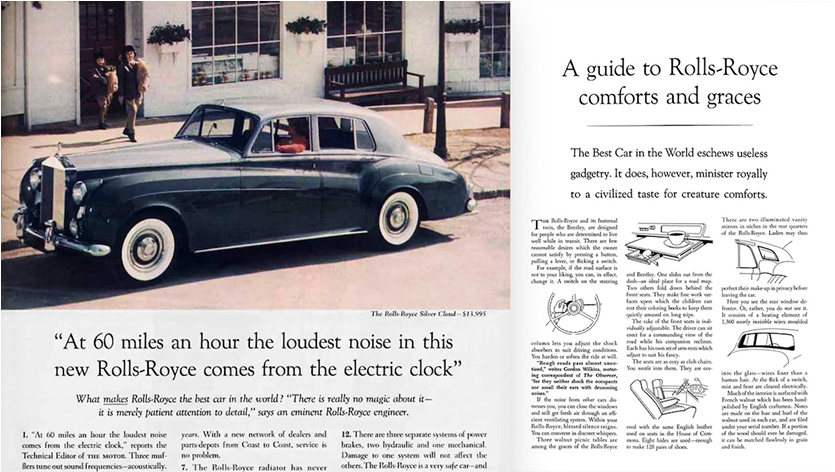 The Rolls-Royce Silver Cloud—$13,995
“At 60 miles an hour the loudest noise in this
new Rolls-Royce comes from the electric clock”
What makes Rolls-Royce the best car in the world? “There is really no magic about it—
it is merely patient attention to detail,” says an eminent Rolls-Royce engineer.
1. “At 60 miles an hour the loudest noise
comes from the electric clock,” reports the
Technical Editor of THE MOTOR. Three muf-
flers tune out sound frequencies—acoustically.
years. With a new network of dealers and
parts-depots from Coast to Coast, service is
no problem.
7. The Rolls-Royce radiator has never
12. There are three separate systems of power
brakes, two hydraulic and one mechanical.
Damage to one system will not affect the
others. The Rolls-Royce is a very safe car—and
A guide to Rolls-Royce
comforts and graces
The Best Car in the World eschews useless
gadgetry. It does, however, minister royally
to a civilized taste for creature comforts.
THE Rolls-Royce and its fraternal
twin, the Bentley, are designed
for people who are determined to live
well while in transit. There are few
reasonable desires which the owner
cannot satisfy by pressing a button,
pulling a lever, or flicking a switch.
For example, if the road surface is
not to your liking, you can, in effect,
change it. A switch on the steering
column lets you adjust the shock
absorbers to suit driving conditions.
You harden or soften the ride at will.
“Rough roads pass almost unno-
ticed,” writes Gordon Wilkins, motor-
ing correspondent of The Observer,
“for they neither shock the occupants
nor assail their ears with drumming
noises.”
If the noise from other cars dis-
tresses you, you can close the windows
and still get fresh air through an effi-
cient ventilating system. Within your
Rolls-Royce, blessed silence reigns.
You can converse in discreet whispers.
Three walnut picnic tables are
among the graces of the Rolls-Royce
and Bentley. One slides out from the
dash—an ideal place for a road map.
Two others fold down behind the
front seats. They make fine work sur-
faces upon which the children can
rest their coloring books to keep them
quietly amused on long trips.
The rake of the front seats is indi-
vidually adjustable. The driver can sit
erect for a commanding view of the
road while his companion reclines.
Each has his own set of arm rests which
adjust to suit his fancy.
The seats are as easy as club chairs.
You nestle into them. They are cov-
ered with the same English leather
used on seats in the House of Com-
mons. Eight hides are used—enough
to make 128 pairs of shoes.
There are two illuminated vanity
mirrors in niches in the rear quarters
of the Rolls-Royce. Ladies may thus
perfect their make-up in privacy before
leaving the car.
Here you see the rear window de-
froster. Or, rather, you do not see it.
It consists of a heating element of
1,360 nearly invisible wires moulded
into the glass—wires finer than a
human hair. At the flick of a switch,
mist and frost are cleared instantly.
Much of the interior is surfaced with
French walnut which has been hand-
polished by English craftsmen. Notes
are made on the hue and burl of the
walnut used in each car, and are filed
under your serial number. If a portion
of the wood should ever be damaged,
it can be matched flawlessly in grain
and finish.